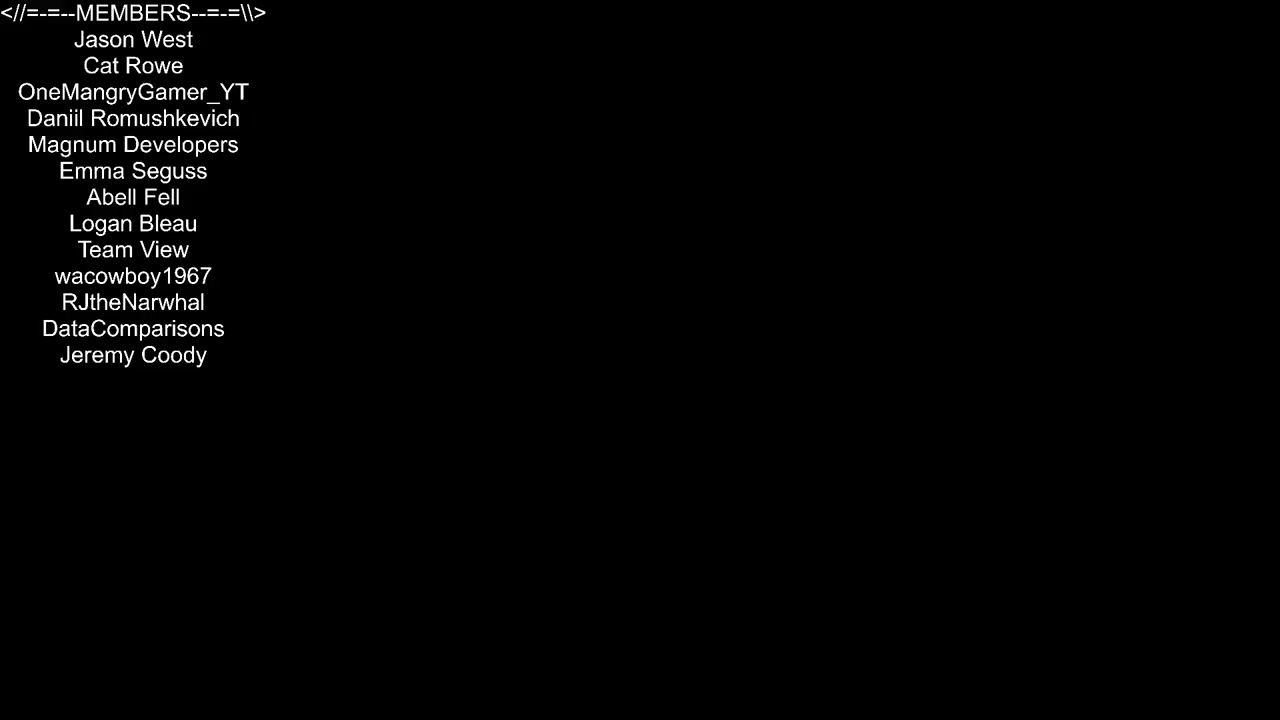 <//=-=--MEMBERS--=-=\\>
Jason West
Cat Rowe
OneMangryGamer_YT
Daniil Romushkevich
Magnum Developers
Emma Seguss
Abell Fell
Logan Bleau
Team View
wacowboy1967
RJtheNarwhal
DataComparisons
Jeremy Coody